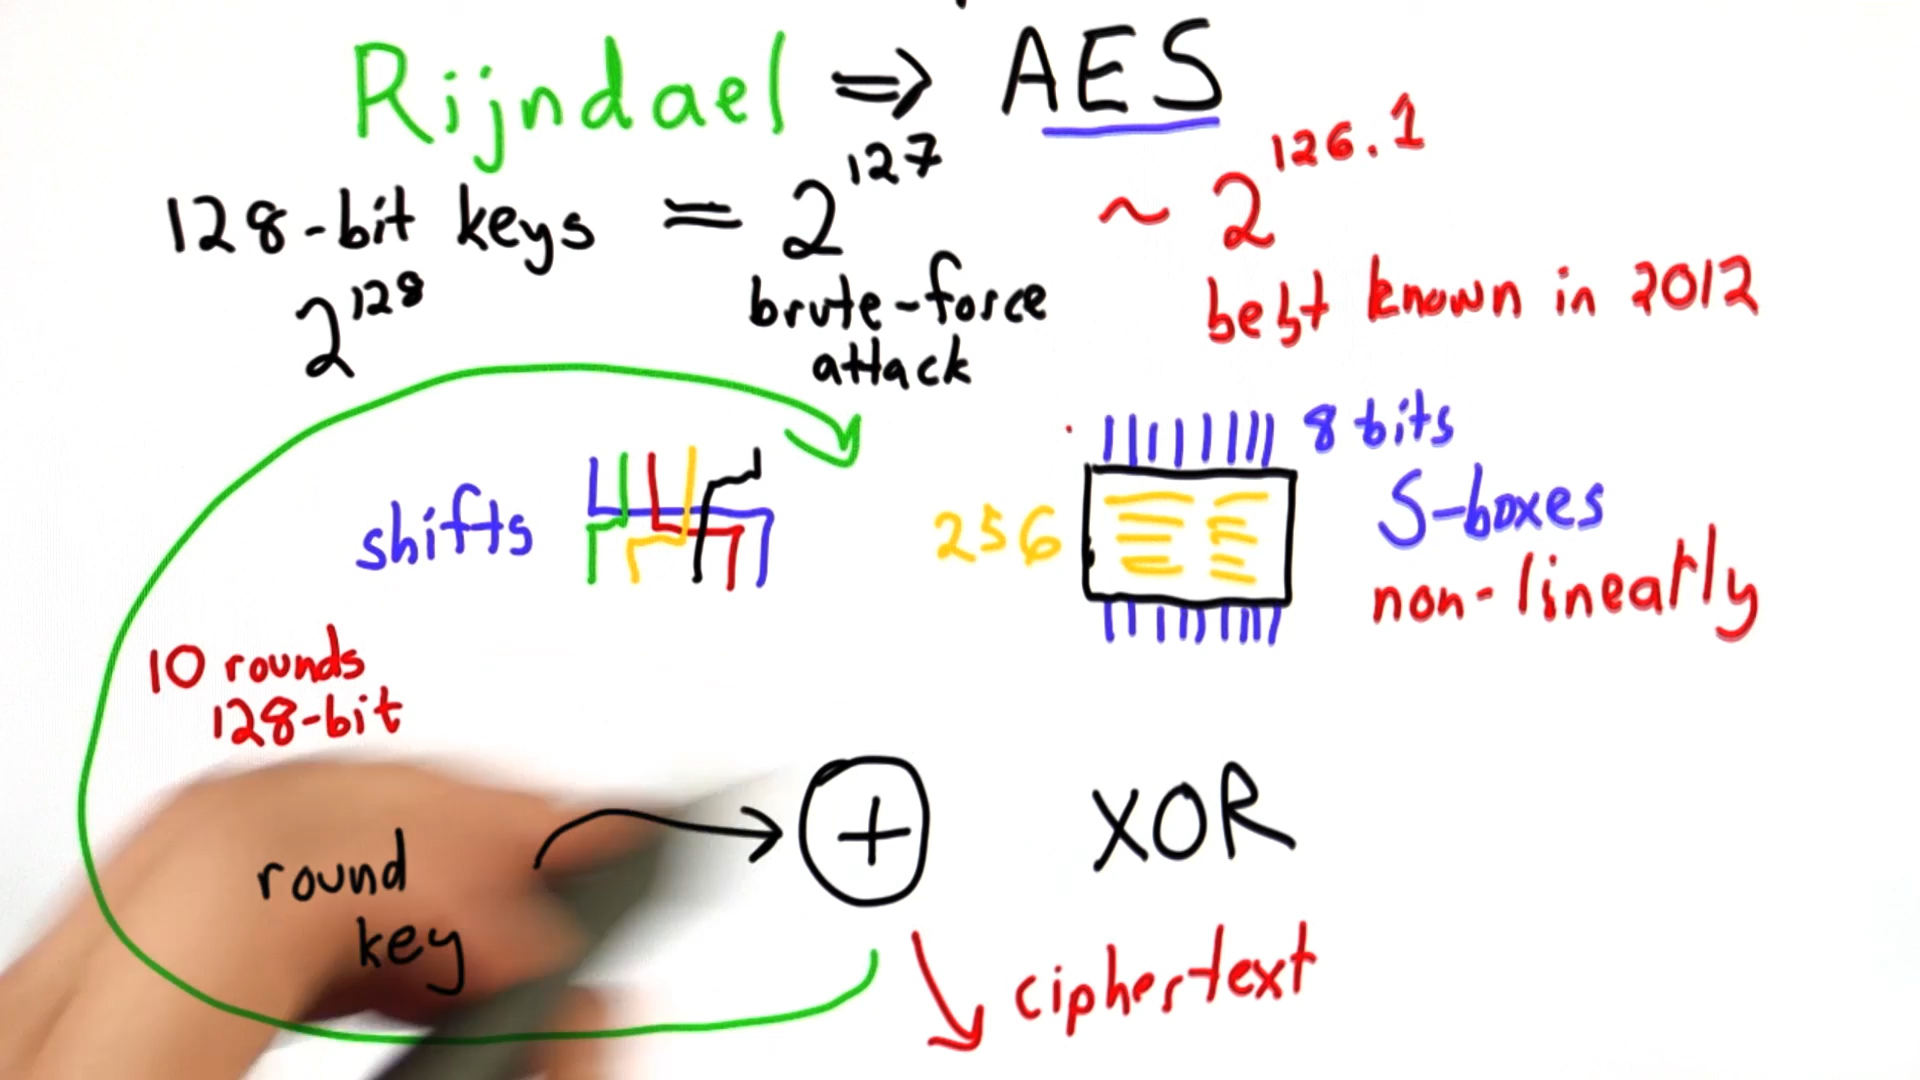 Rijndael ⇒ AES
128-bit keys = 2^127 ~ 2^126.1
2^128
brute-force
attack
best known in 2012
shifts
256
8 bits
S-boxes
non-linearly
10 rounds
128-bit
round
key
+
XOR
ciphertext